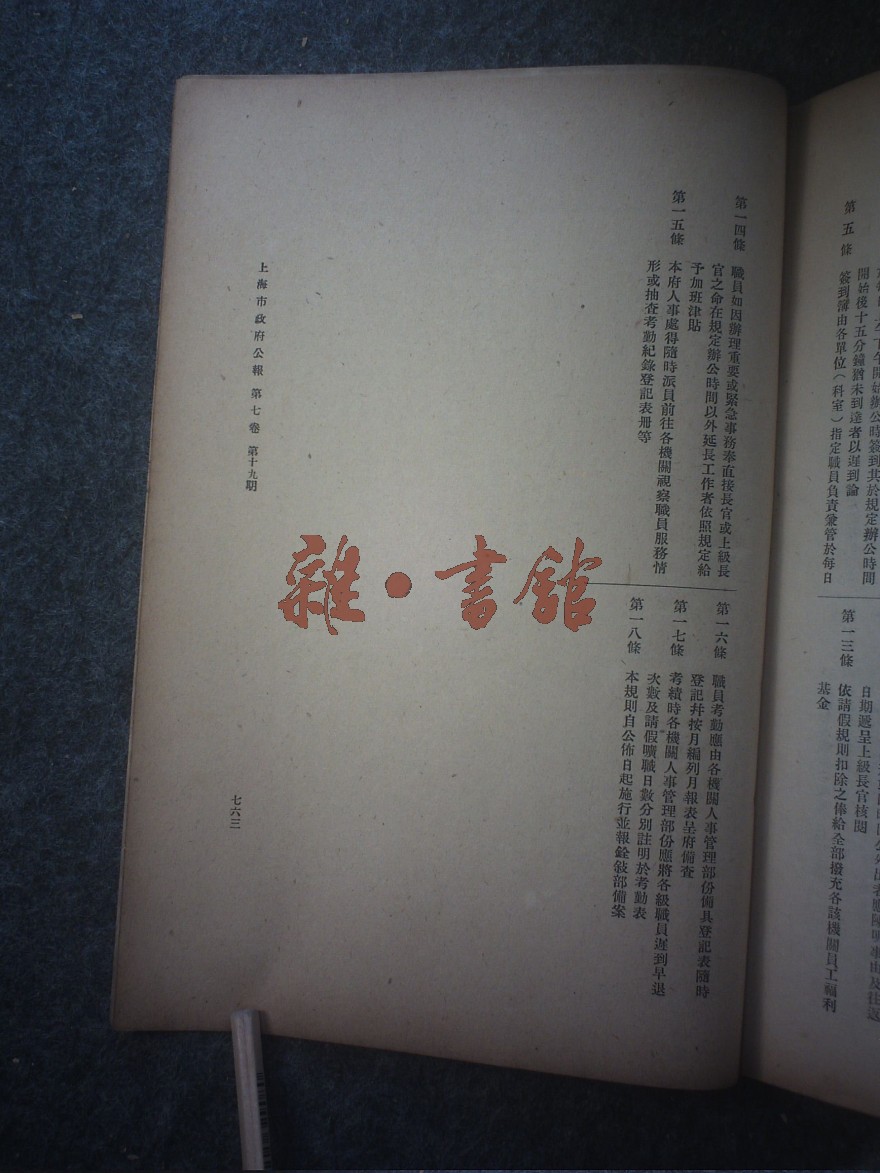 第五條
開始後十五分鐘猶未到達者以遲到論
簽到簿由各單位（科室）指定職員負責兼管於每日
第一三條
日期遞呈上級長官核閱
依請假規則扣除之俸給全部撥充各該機關員工福利
基金
第一四條 職員如因辦理重要或緊急事務奉直接長官或上級長
官之命在規定辦公時間以外延長工作者依照規定給
予加班津貼
第一五條 本府人事處得隨時派員前往各機關視察職員服務情
形或抽查考勤紀錄登記表冊等
第一六條 職員考勤應由各機關人事管理部份備具登記表隨時
登記幷按月編列月報表呈府備查
第一七條 考績時各機關人事管理部份應將各級職員遲到早退
次數及請假曠職日數分別註明於考勤表
第一八條 本規則自公佈日起施行並報銓敍部備案
上海市政府公報 第七卷 第十九期
七六三
雜·書館